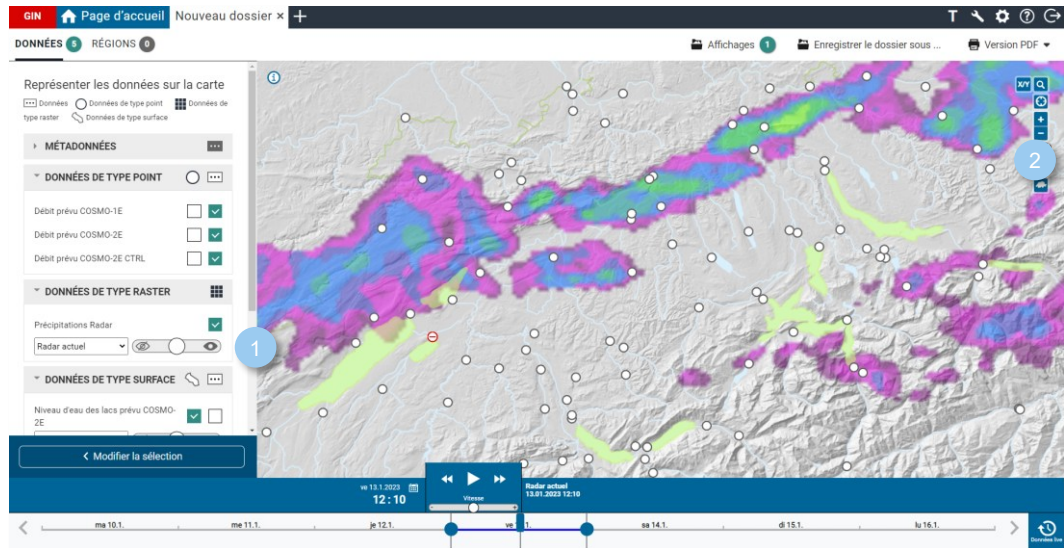 GIN Page d'accueil Nouveau dossier × + T
DONNÉES 5 RÉGIONS 0 Affichages 1 Enregistrer le dossier sous ... Version PDF
Représenter les données sur la carte
Données Données de type point Données de
type raster Données de type surface
MÉTADONNÉES
DONNÉES DE TYPE POINT
Débit prévu COSMO-1E
Débit prévu COSMO-2E
Débit prévu COSMO-2E CTRL
DONNÉES DE TYPE RASTER
Précipitations Radar
Radar actuel
1
DONNÉES DE TYPE SURFACE
Niveau d'eau des lacs prévu COSMO-
2E
Modifier la sélection
X/Y
+
−
2
ve 13.1.2023
12:10
Vitesse
- +
Radar actuel
13.01.2023 12:10
ma 10.1. me 11.1. je 12.1. ve 1 .1. sa 14.1. di 15.1. lu 16.1.
Données live